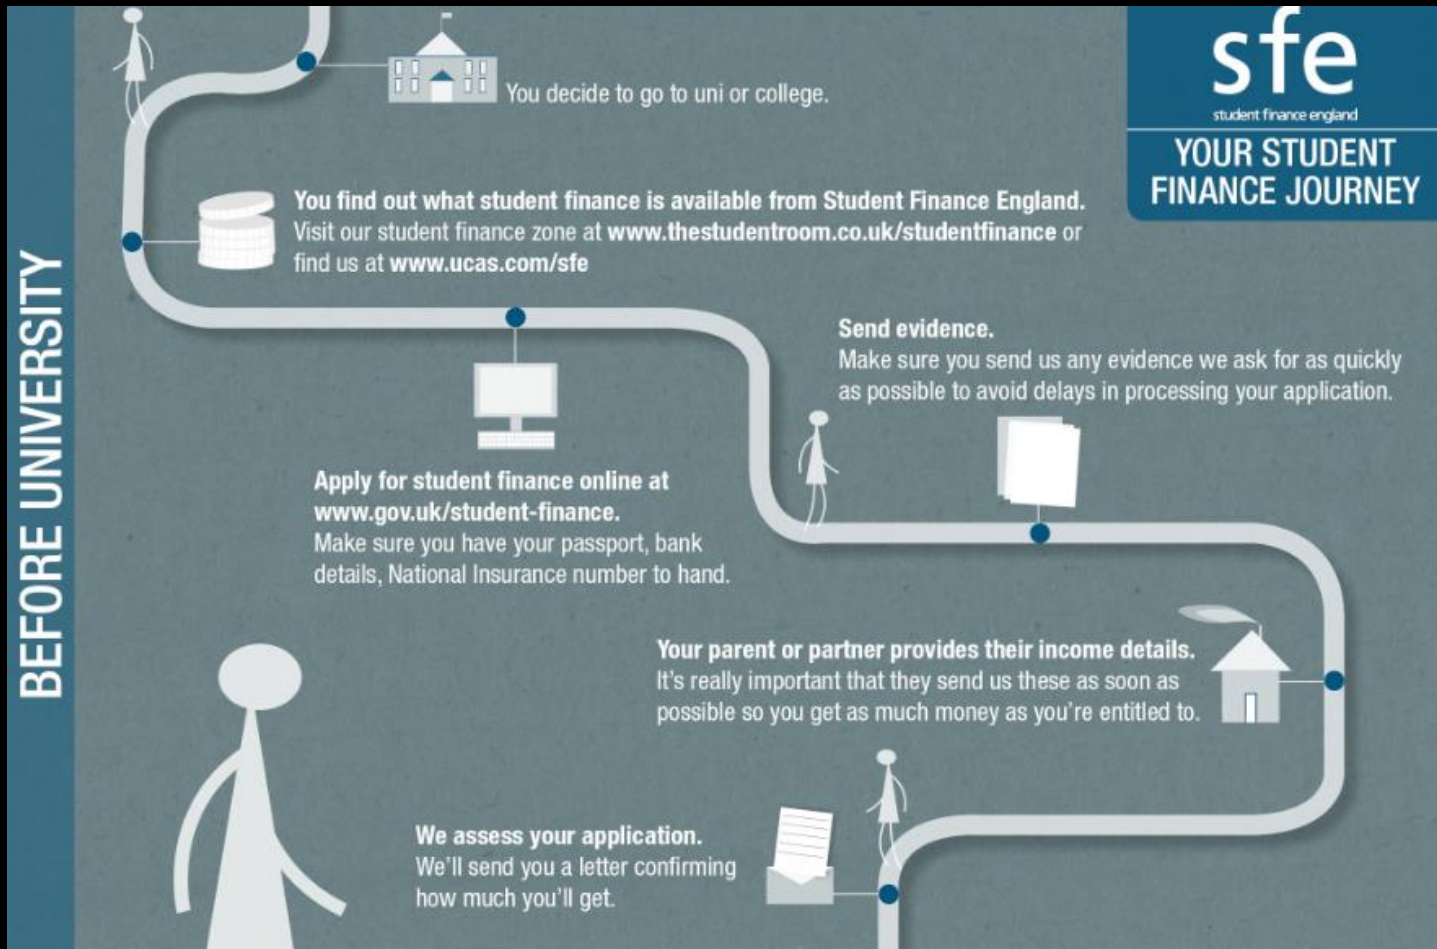 sfe
student finance england
YOUR STUDENT
FINANCE JOURNEY
BEFORE UNIVERSITY
You decide to go to uni or college.
You find out what student finance is available from Student Finance England.
Visit our student finance zone at www.thestudentroom.co.uk/studentfinance or
find us at www.ucas.com/sfe
Apply for student finance online at
www.gov.uk/student-finance.
Make sure you have your passport, bank
details, National Insurance number to hand.
Send evidence.
Make sure you send us any evidence we ask for as quickly
as possible to avoid delays in processing your application.
Your parent or partner provides their income details.
It's really important that they send us these as soon as
possible so you get as much money as you're entitled to.
We assess your application.
We'll send you a letter confirming
how much you'll get.